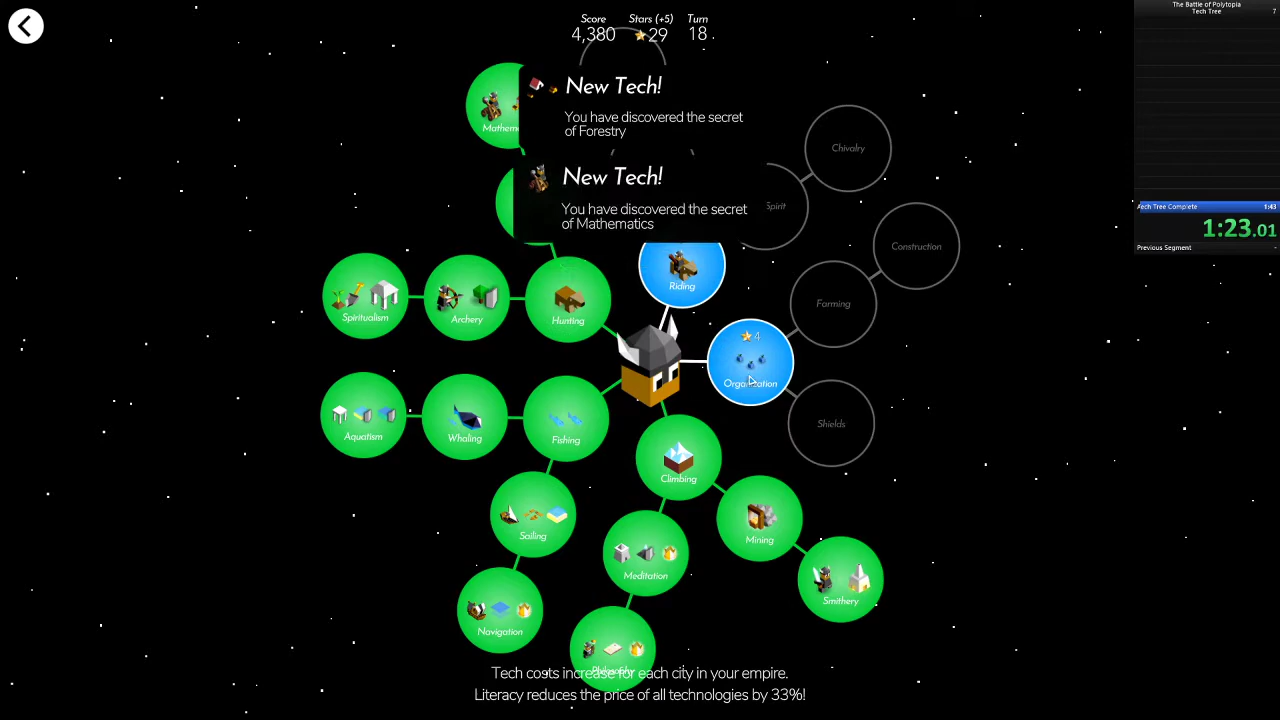 The Battle of Polytopia
Tech Tree
7
Score
4,380
Stars (+5)
29
Turn
18
New Tech!
You have discovered the secret
of Forestry
New Tech!
You have discovered the secret
of Mathematics
Chivalry
Spirit
Construction
Farming
Shields
Riding
4
Organization
Spiritualism
Archery
Hunting
Aquatism
Whaling
Fishing
Climbing
Sailing
Mining
Meditation
Smithery
Navigation
Philosophy
Tech costs increase for each city in your empire.
Literacy reduces the price of all technologies by 33%!
Tech Tree Complete
1:43
1:23.01
Previous Segment